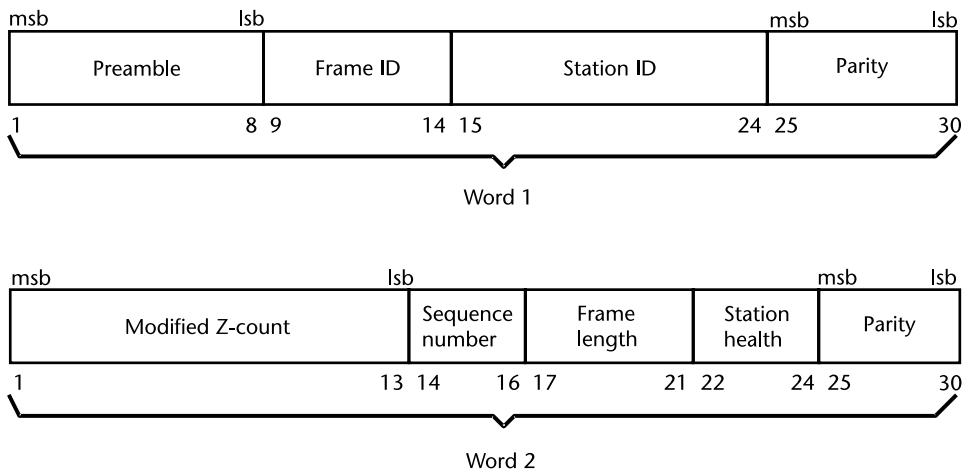 msb lsb msb lsb
Preamble Frame ID Station ID Parity
1 8 9 14 15 24 25 30
Word 1
msb lsb msb lsb
Modified Z-count Sequence number Frame length Station health Parity
1 13 14 16 17 21 22 24 25 30
Word 2